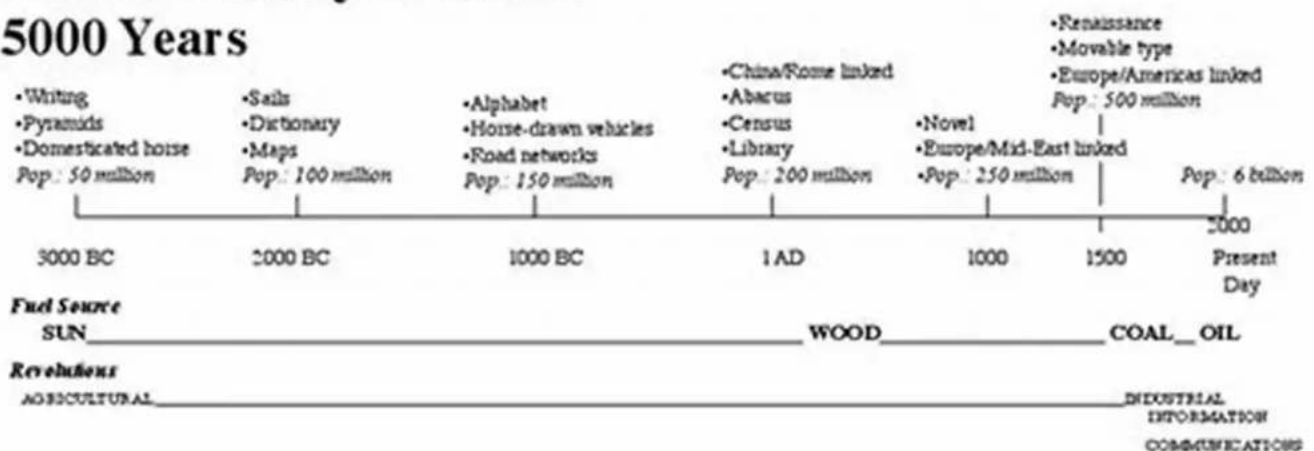 5000 Years
•Writing
•Pyramids
•Domesticated horse
Pop.: 50 million
•Sails
•Dictionary
•Maps
Pop.: 100 million
•Alphabet
•Horse-drawn vehicles
•Road networks
Pop.: 150 million
•China/Rome linked
•Abacus
•Census
•Library
Pop.: 200 million
•Novel
•Europe/Mid-East linked
•Pop.: 250 million
•Renaissance
•Movable type
•Europe/Americas linked
Pop.: 500 million
Pop.: 6 billion
3000 BC
2000 BC
1000 BC
1 AD
1000
1500
2000
Present
Day
Fuel Source
SUN WOOD COAL OIL
Revolutions
AGRICULTURAL INDUSTRIAL
INFORMATION
COMMUNICATIONS